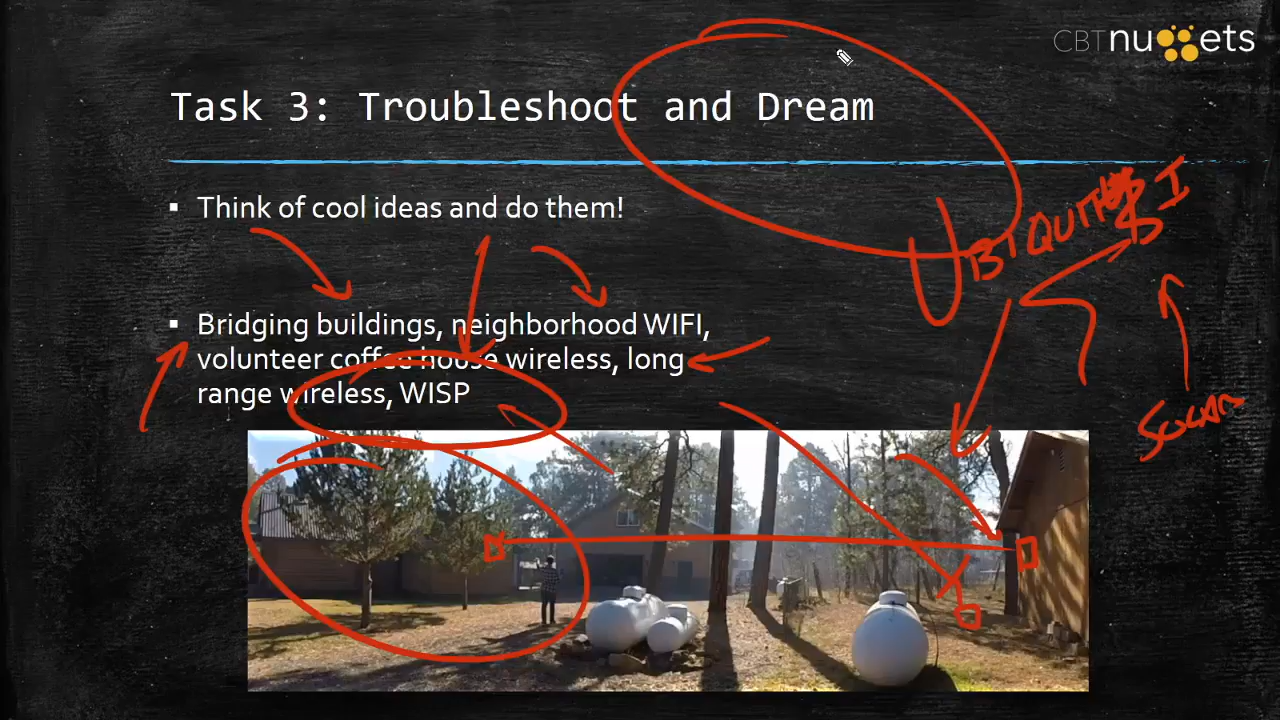 CBTnuggets
Task 3: Troubleshoot and Dream
▪ Think of cool ideas and do them!
UBIQUITI
▪ Bridging buildings, neighborhood WIFI,
volunteer coffee house wireless, long
range wireless, WISP